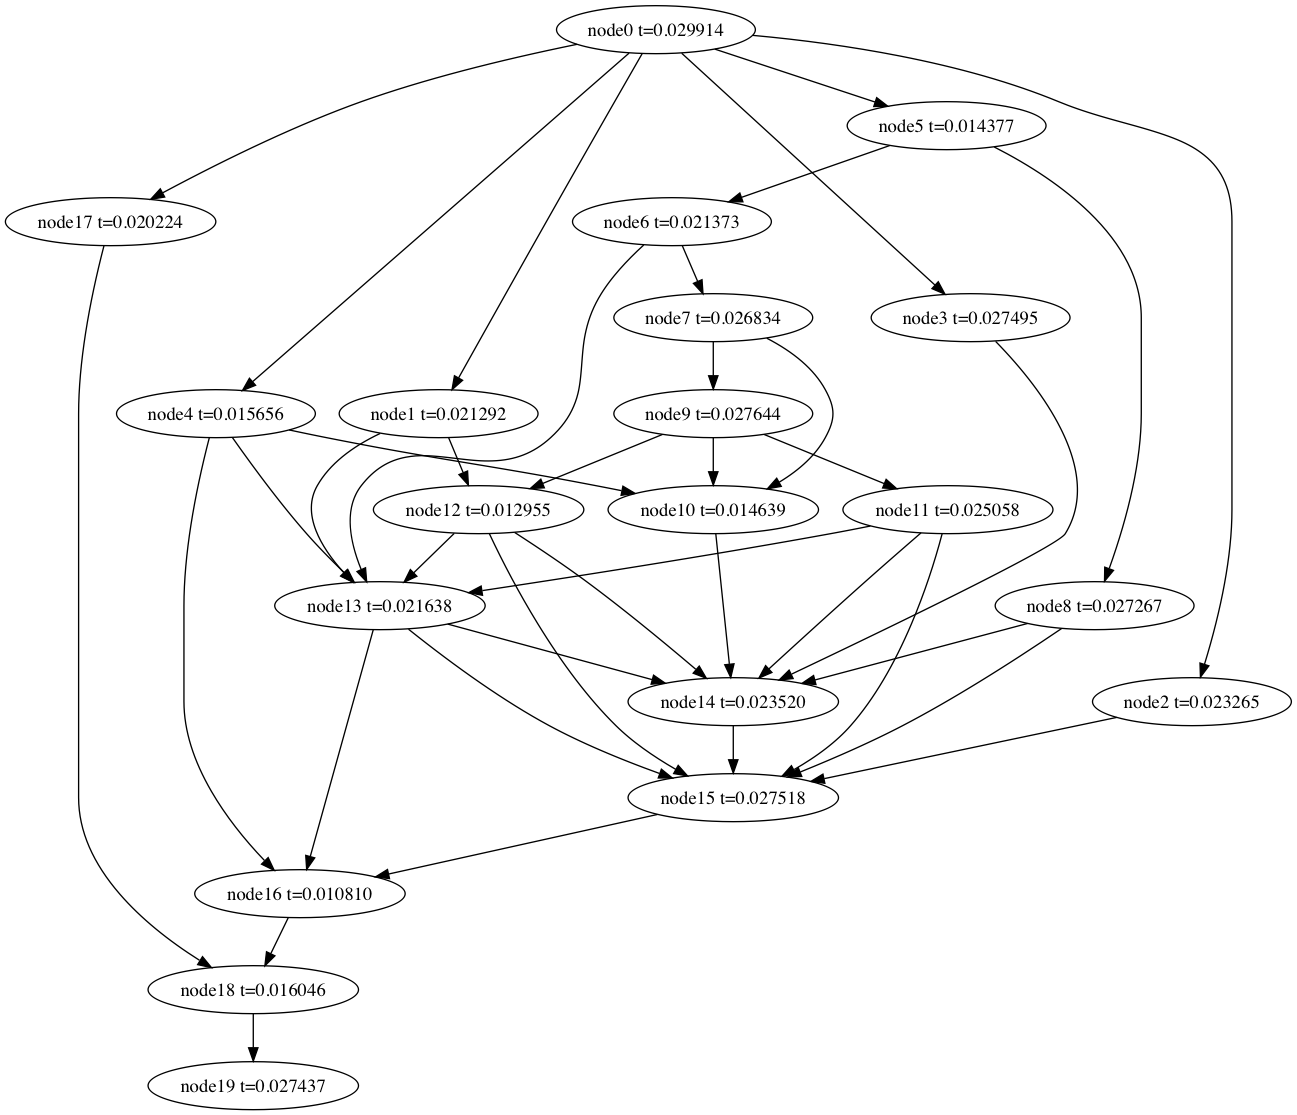 node0 t=0.029914
node5 t=0.014377
node17 t=0.020224
node6 t=0.021373
node7 t=0.026834
node3 t=0.027495
node4 t=0.015656
node1 t=0.021292
node9 t=0.027644
node12 t=0.012955
node10 t=0.014639
node11 t=0.025058
node13 t=0.021638
node8 t=0.027267
node14 t=0.023520
node2 t=0.023265
node15 t=0.027518
node16 t=0.010810
node18 t=0.016046
node19 t=0.027437